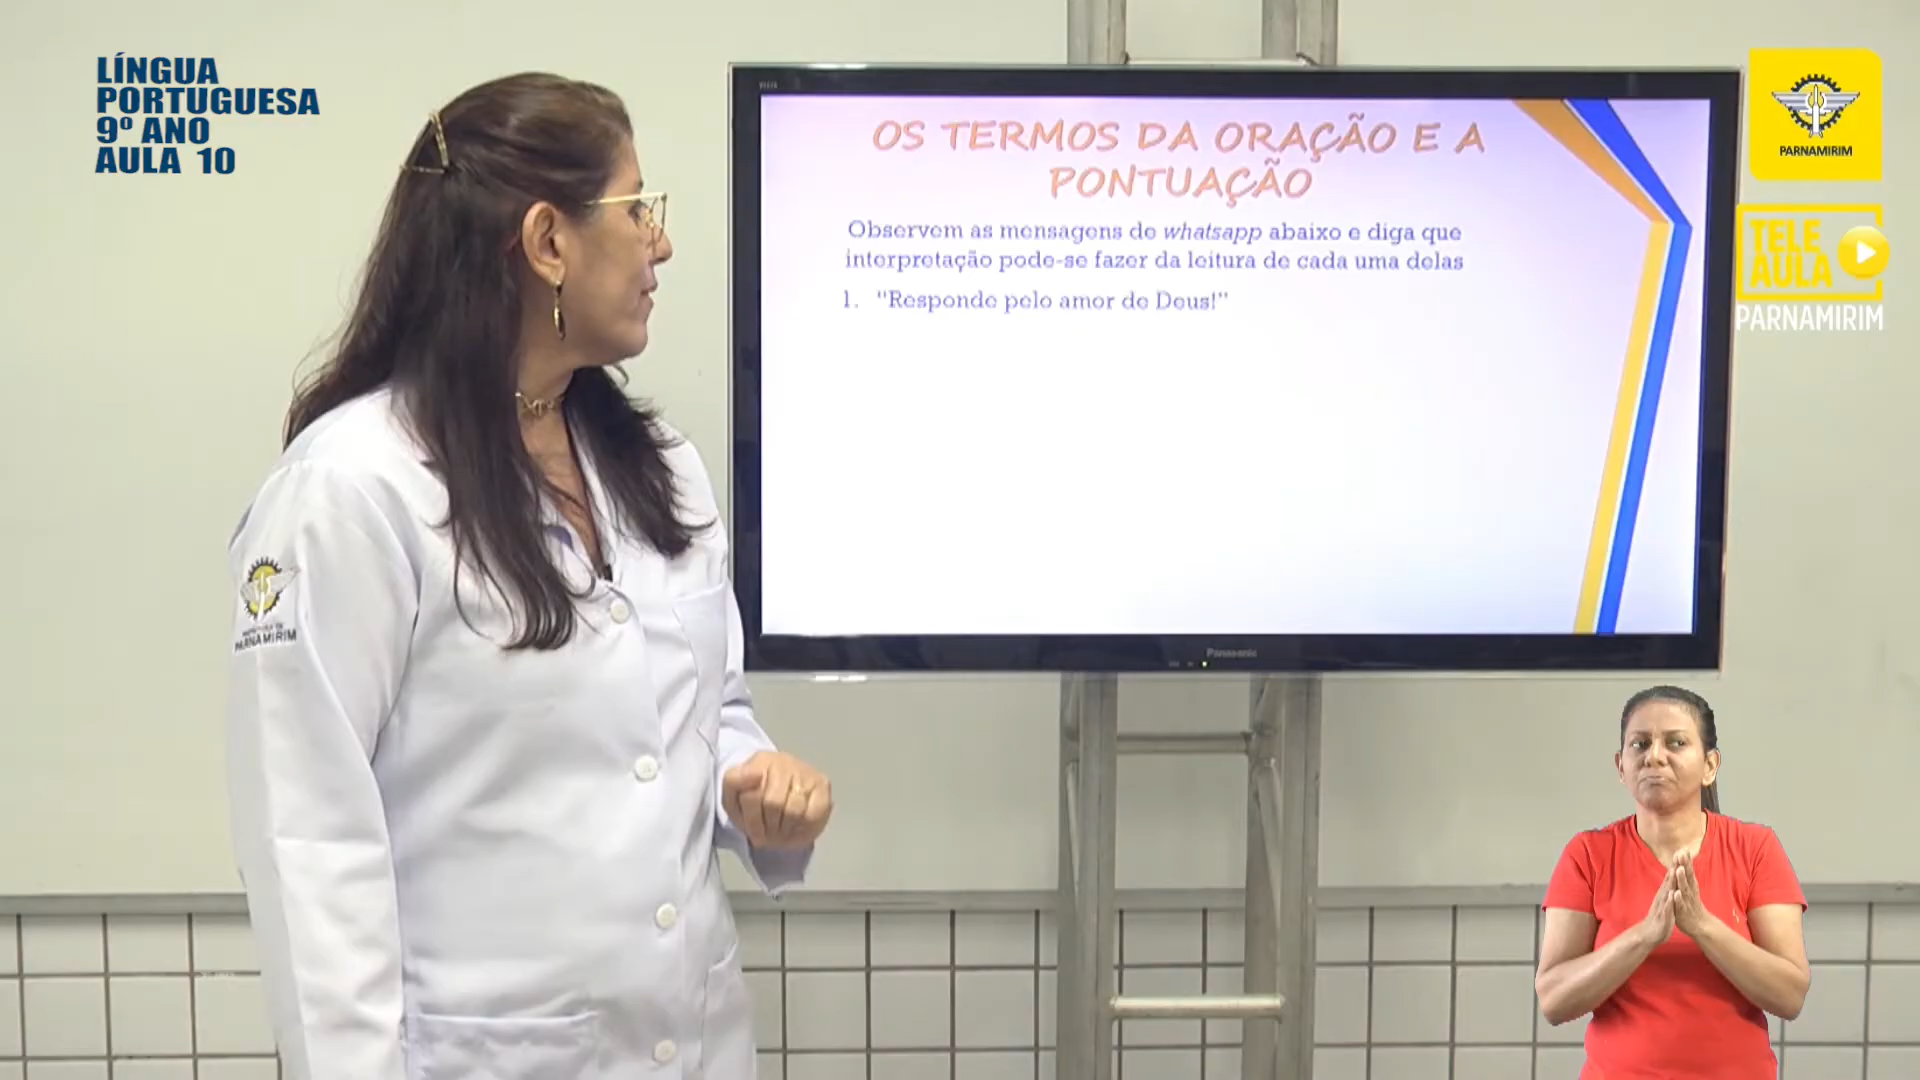 LÍNGUA
PORTUGUESA
9º ANO
AULA 10
OS TERMOS DA ORAÇÃO E A
PONTUAÇÃO
Observem as mensagens de whatsapp abaixo e diga que
interpretação pode-se fazer da leitura de cada uma delas
1. "Responde pelo amor de Deus!"
Panasonic
PARNAMIRIM
TELE
AULA
PARNAMIRIM
PREFEITURA DE
PARNAMIRIM